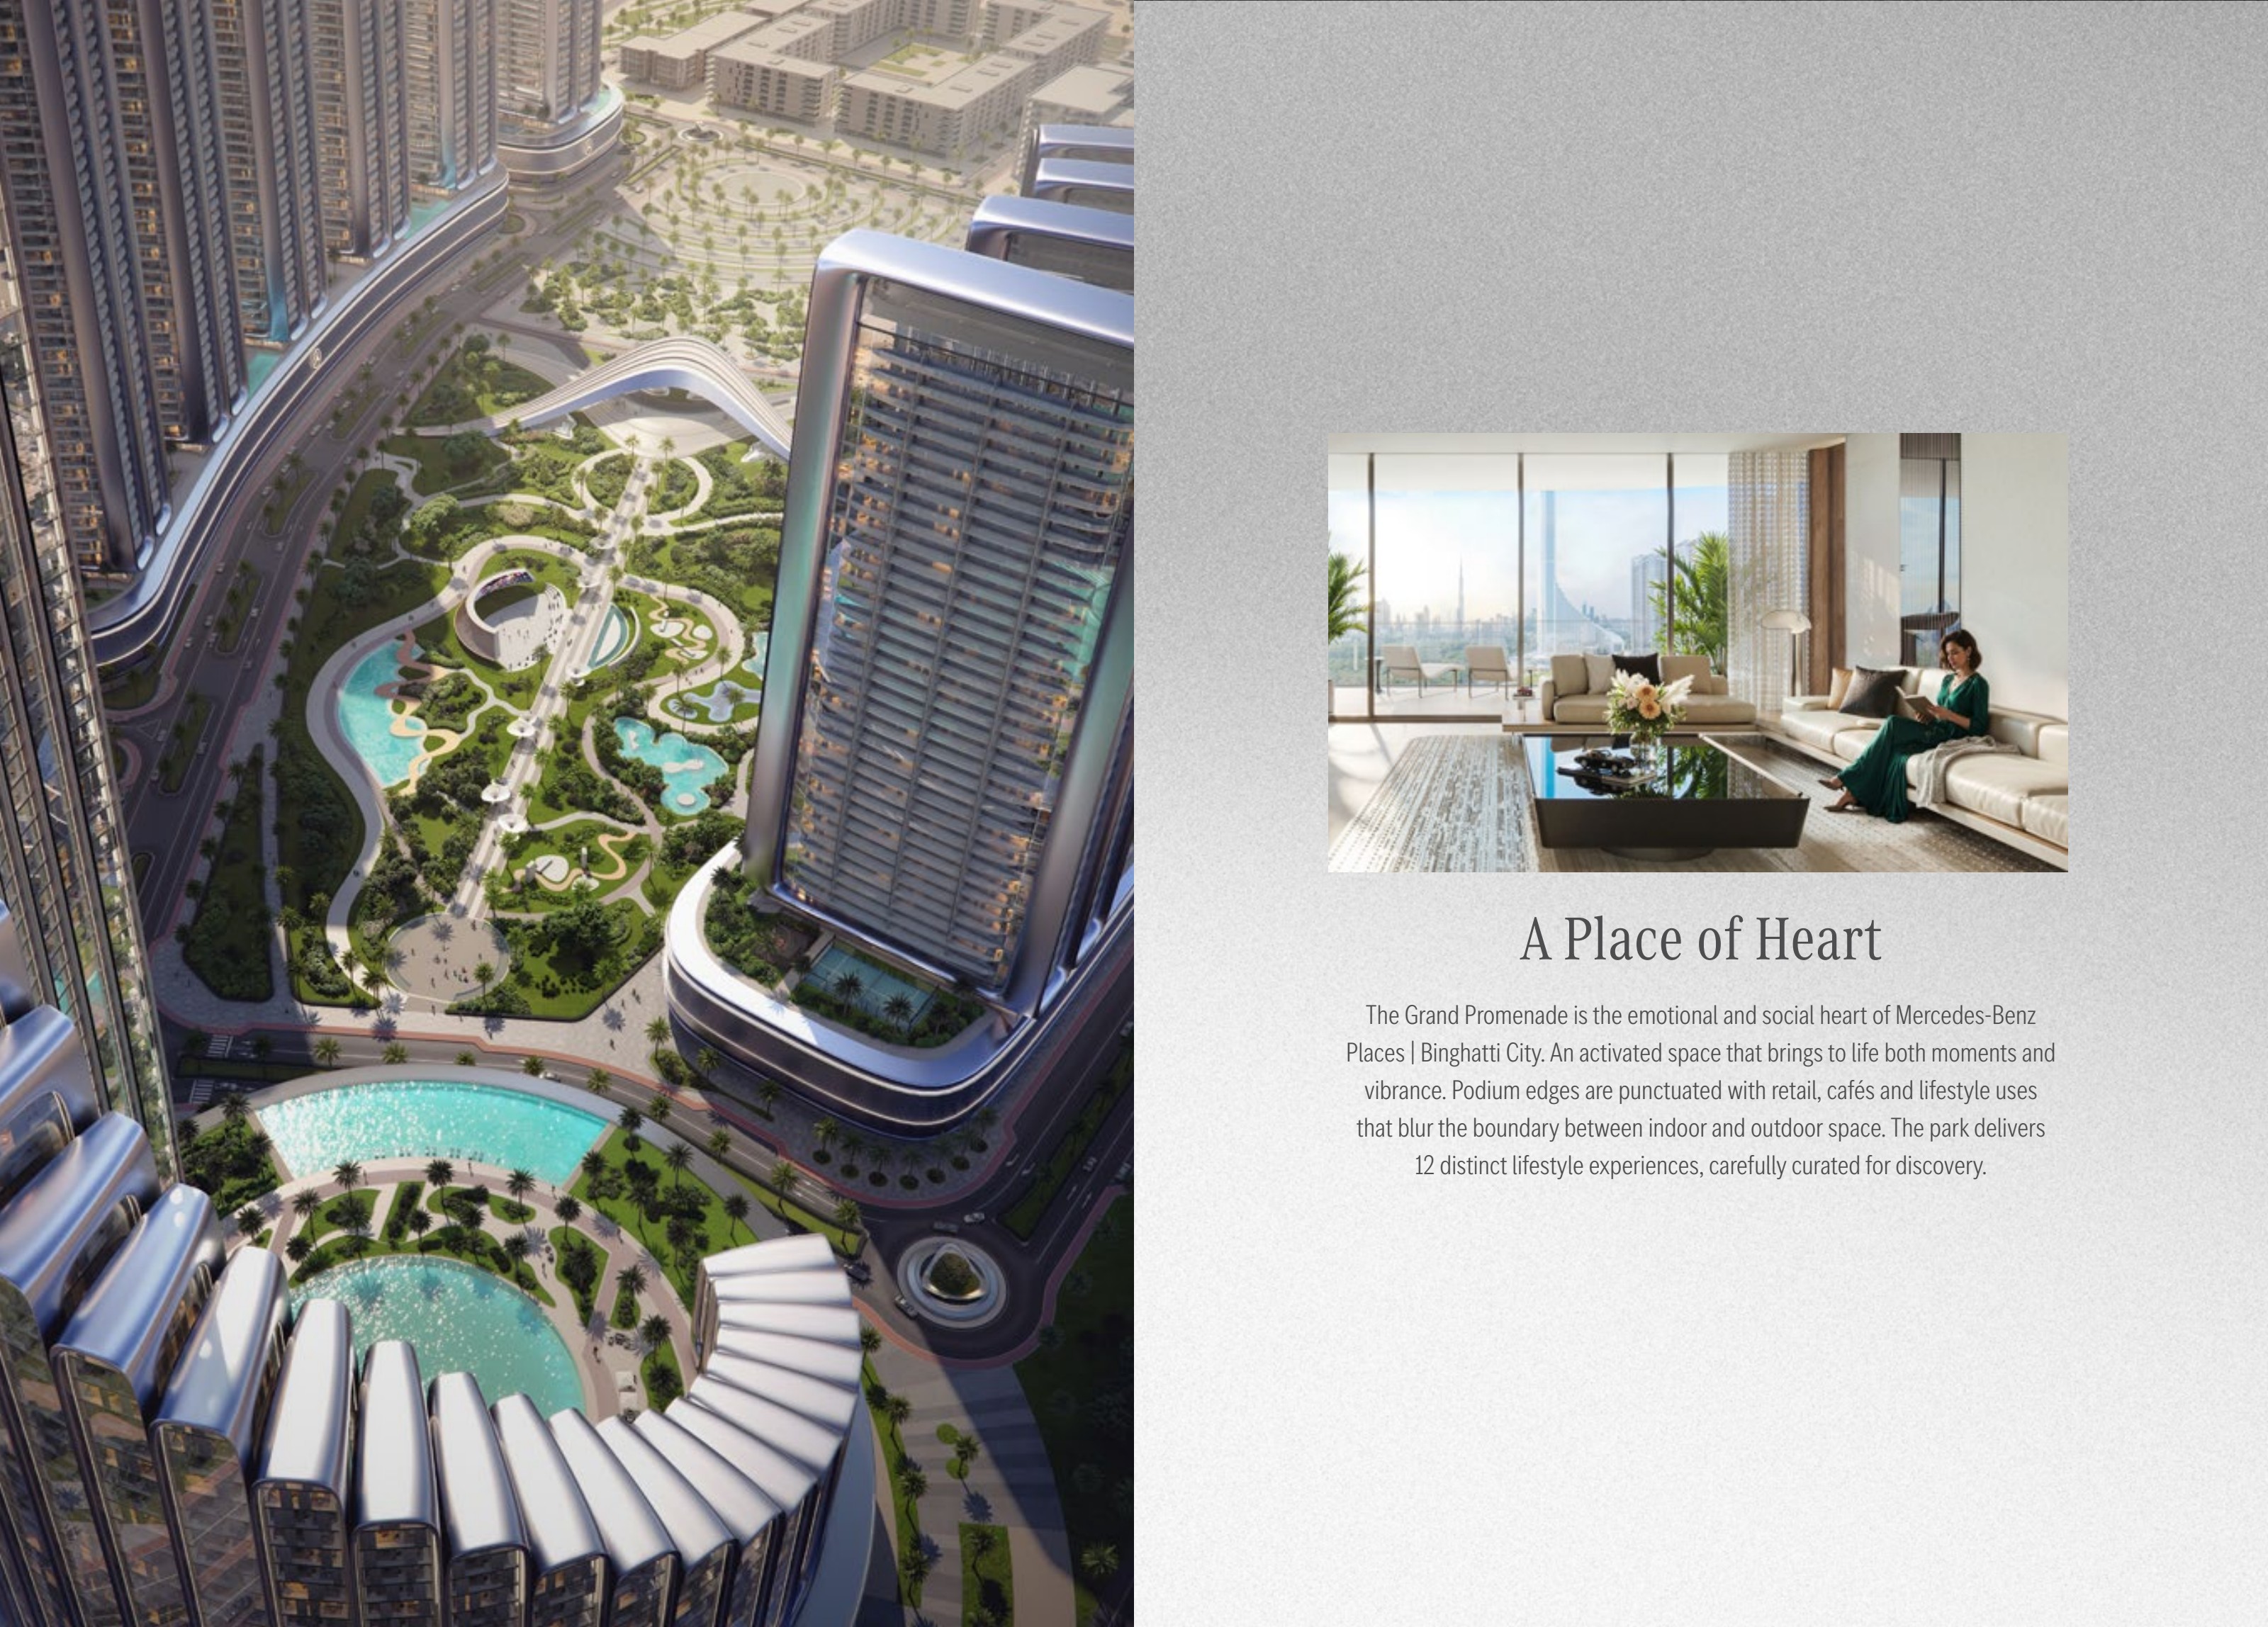 A Place of Heart
The Grand Promenade is the emotional and social heart of Mercedes-Benz
Places | Binghatti City. An activated space that brings to life both moments and
vibrance. Podium edges are punctuated with retail, cafés and lifestyle uses
that blur the boundary between indoor and outdoor space. The park delivers
12 distinct lifestyle experiences, carefully curated for discovery.